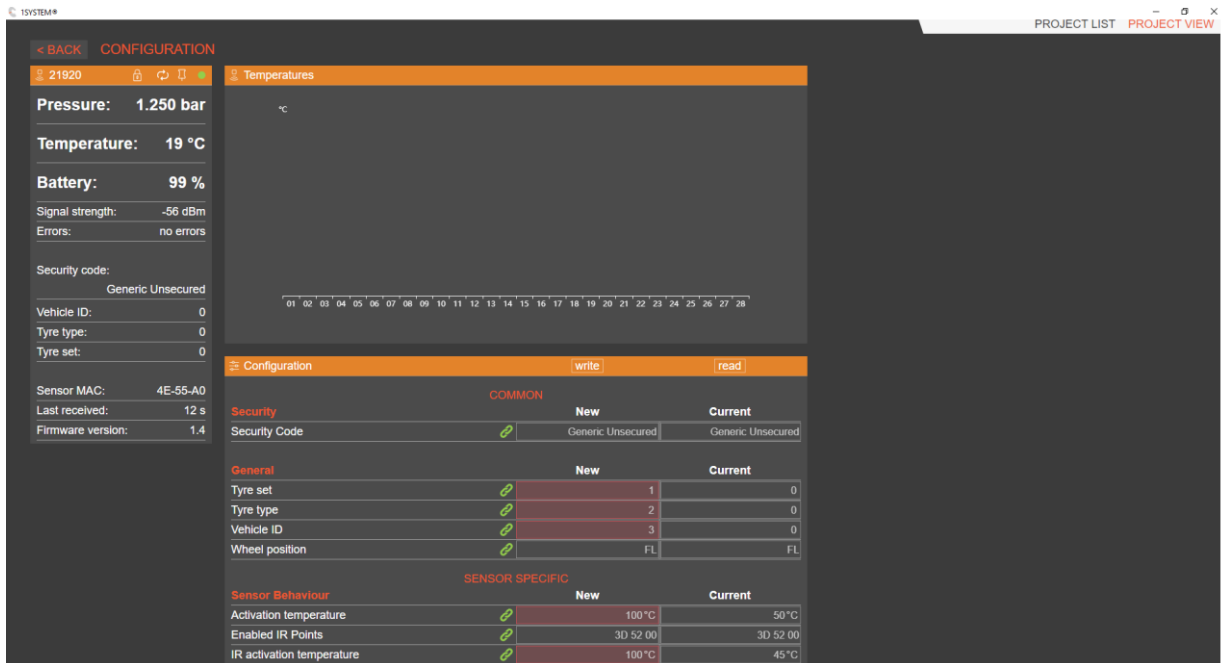 1SYSTEM®
PROJECT LIST PROJECT VIEW
< BACK CONFIGURATION
21920
Pressure: 1.250 bar
Temperature: 19 °C
Battery: 99 %
Signal strength: -56 dBm
Errors: no errors
Security code:
Generic Unsecured
Vehicle ID: 0
Tyre type: 0
Tyre set: 0
Sensor MAC: 4E-55-A0
Last received: 12 s
Firmware version: 1.4
Temperatures
°C
01 02 03 04 05 06 07 08 09 10 11 12 13 14 15 16 17 18 19 20 21 22 23 24 25 26 27 28
Configuration write read
COMMON
Security New Current
Security Code Generic Unsecured Generic Unsecured
General New Current
Tyre set 1 0
Tyre type 2 0
Vehicle ID 3 0
Wheel position FL FL
SENSOR SPECIFIC
Sensor Behaviour New Current
Activation temperature 100°C 50°C
Enabled IR Points 3D 52 00 3D 52 00
IR activation temperature 100°C 45°C